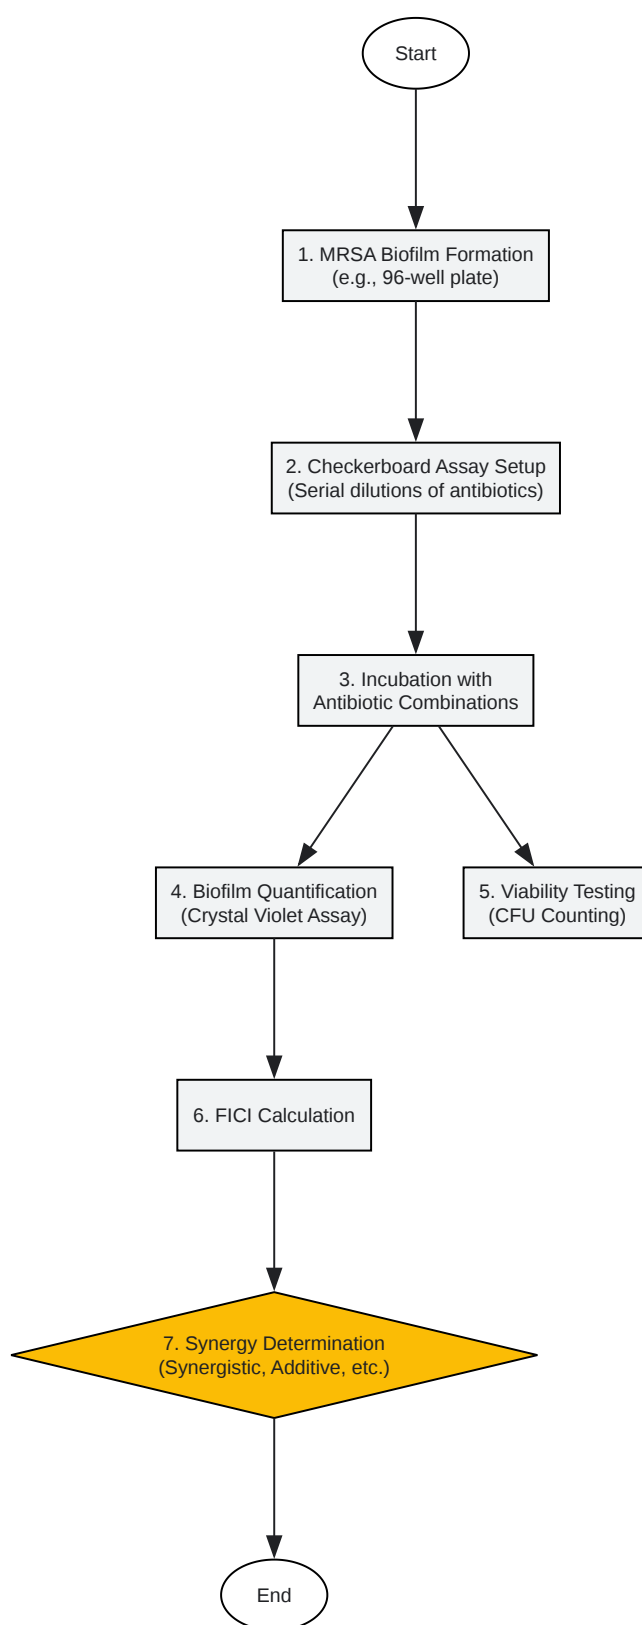 Start
1. MRSA Biofilm Formation
(e.g., 96-well plate)
2. Checkerboard Assay Setup
(Serial dilutions of antibiotics)
3. Incubation with
Antibiotic Combinations
4. Biofilm Quantification
(Crystal Violet Assay)
5. Viability Testing
(CFU Counting)
6. FICI Calculation
7. Synergy Determination
(Synergistic, Additive, etc.)
End